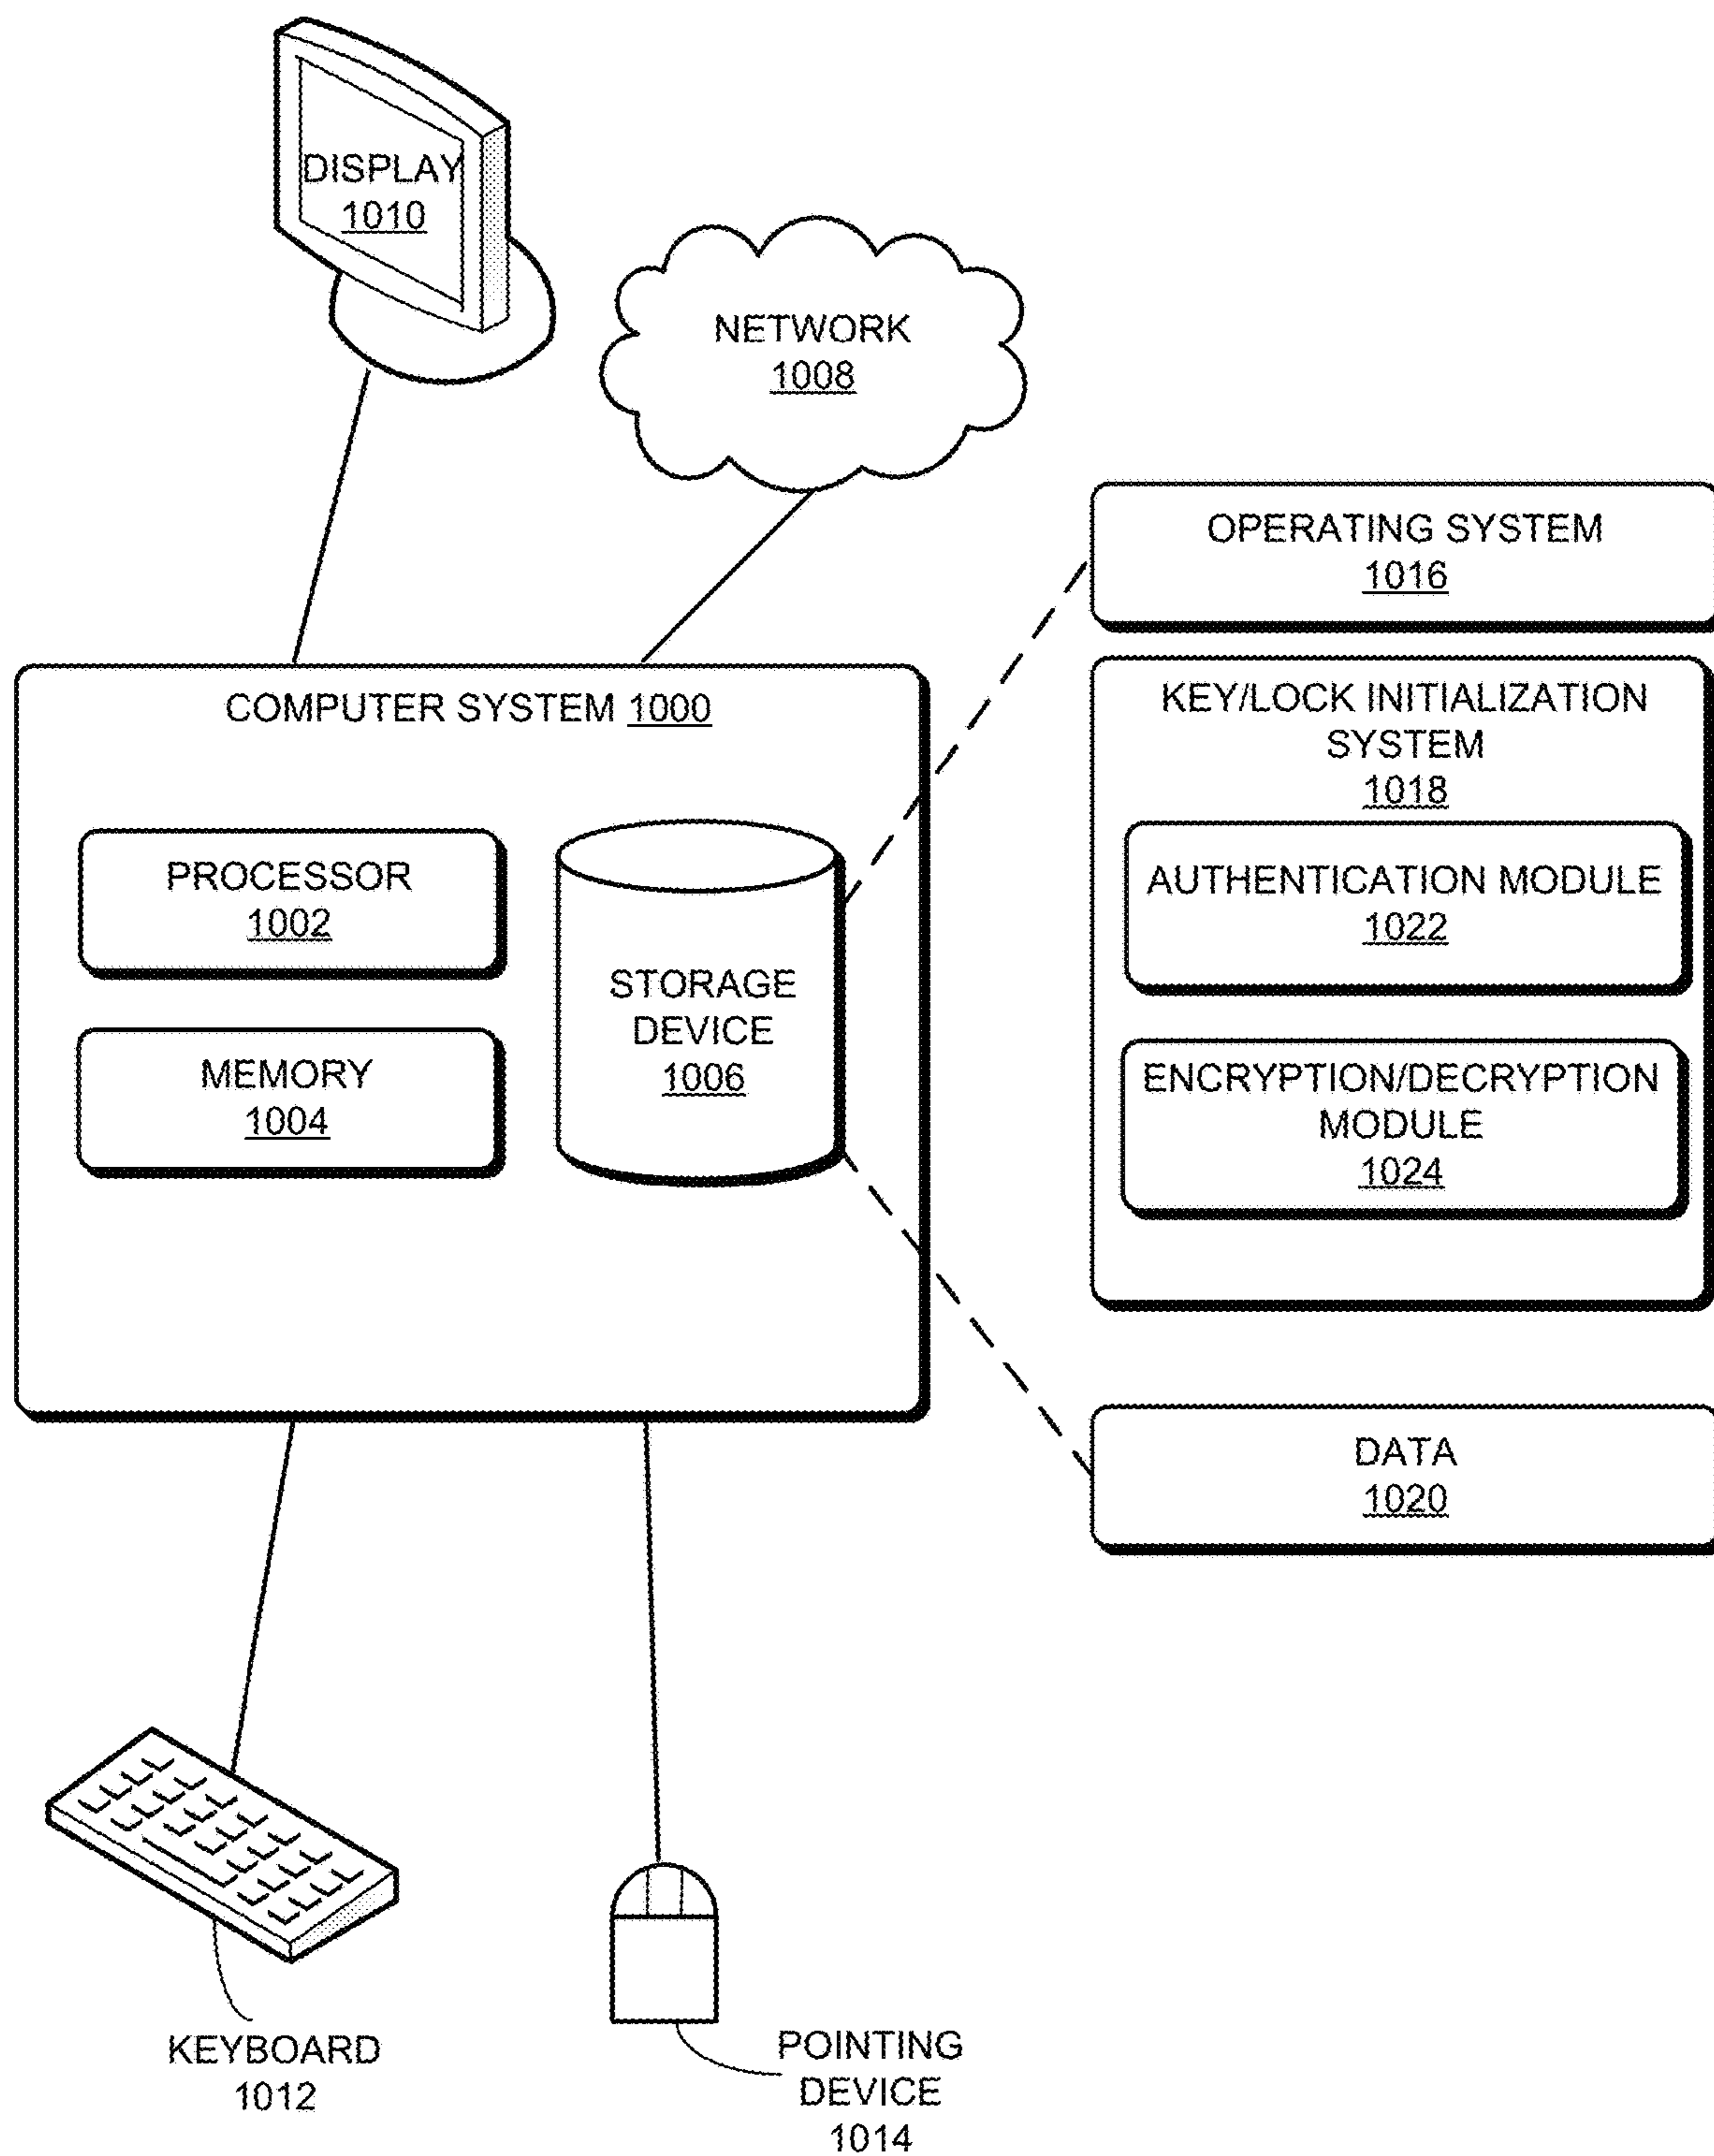 DISPLAY
1010
NETWORK
1008
OPERATING SYSTEM
1016
COMPUTER SYSTEM 1000
PROCESSOR
1002
MEMORY
1004
STORAGE
DEVICE
1006
KEY/LOCK INITIALIZATION
SYSTEM
1018
AUTHENTICATION MODULE
1022
ENCRYPTION/DECRYPTION
MODULE
1024
DATA
1020
KEYBOARD
1012
POINTING
DEVICE
1014